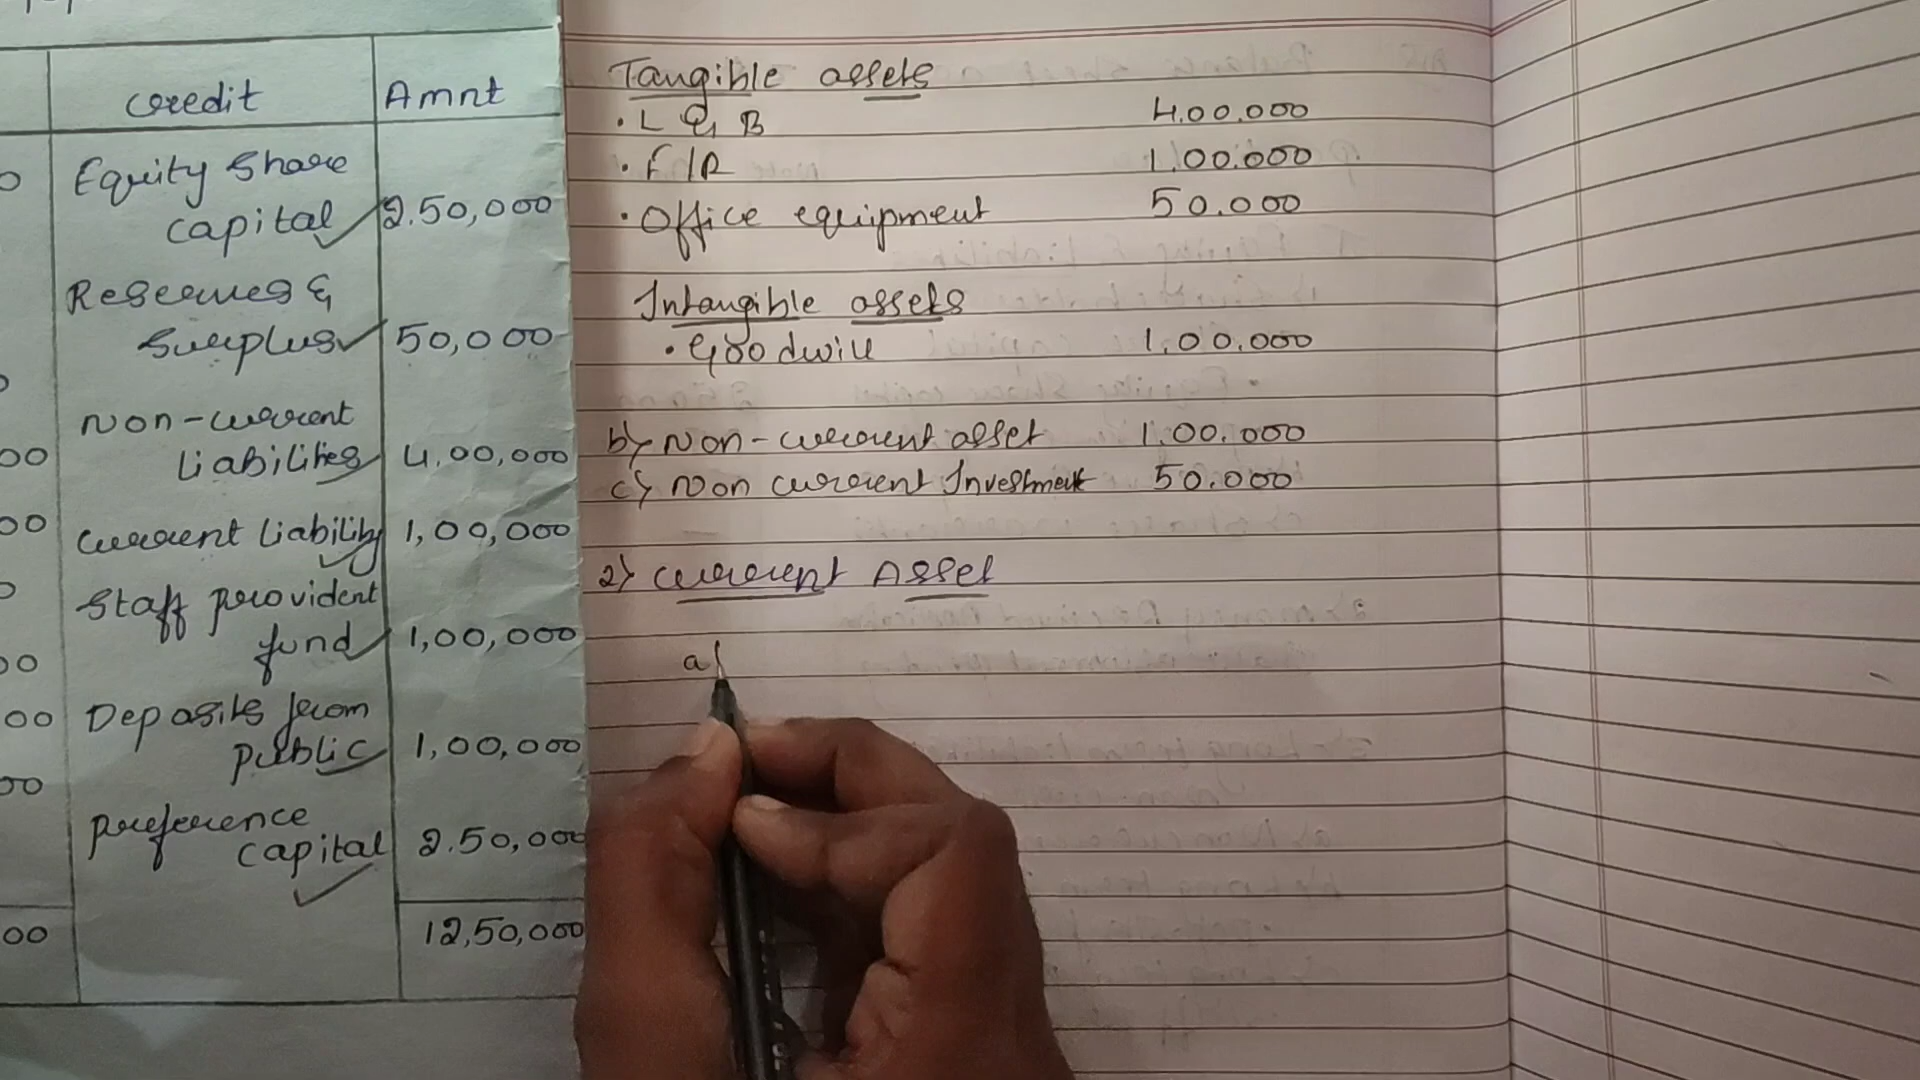 Credit Amnt
Equity Share
capital 2.50,000
Reserves &
Surplus 50,000
Non-current
Liabilities 4,00,000
Current Liability 1,00,000
Staff provident
fund 1,00,000
Deposits from
public 1,00,000
preference
capital 2.50,000
12,50,000
Tangible assets
• L & B 4.00.000
• F/R 1.00.000
• Office equipment 50.000
Intangible assets
• Goodwill 1.00.000
b) Non-current asset 1.00.000
c) Non current Investment 50.000
2) Current Asset
a)